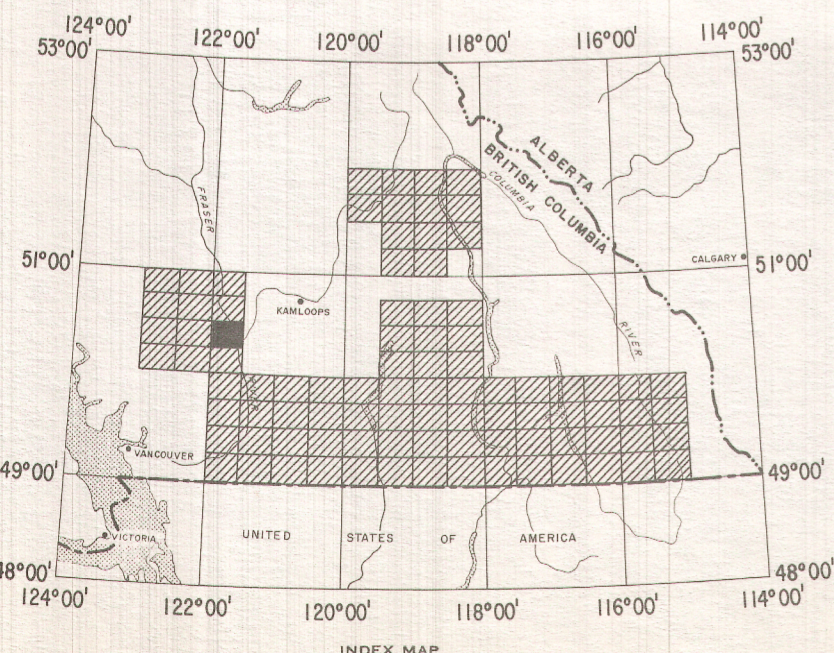 124°00'
122°00'
120°00'
118°00'
116°00'
114°00'
53°00'
53°00'
ALBERTA
BRITISH COLUMBIA
COLUMBIA
FRASER
51°00'
CALGARY
51°00'
KAMLOOPS
RIVER
RIVER
VANCOUVER
49°00'
49°00'
VICTORIA
UNITED STATES OF AMERICA
48°00'
48°00'
124°00'
122°00'
120°00'
118°00'
116°00'
114°00'
INDEX MAP